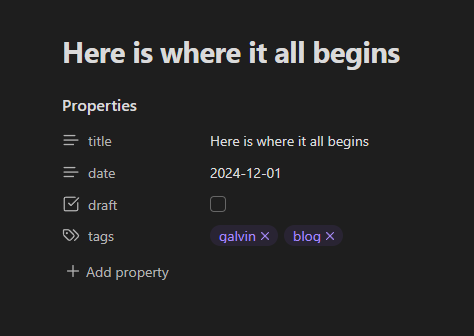 Here is where it all begins
Properties
title Here is where it all begins
date 2024-12-01
draft
tags galvin × blog ×
+ Add property